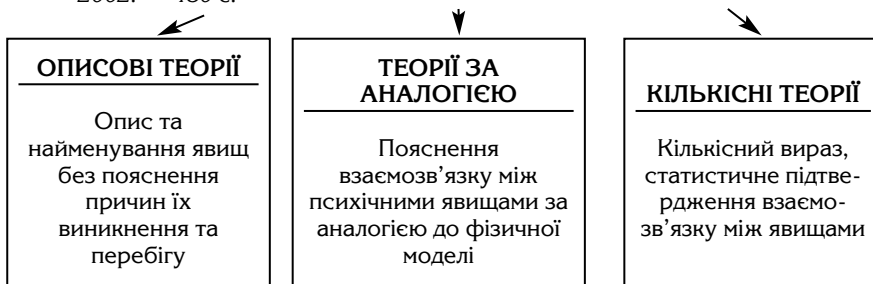 ОПИСОВІ ТЕОРІЇ
Опис та
найменування явищ
без пояснення
причин їх
виникнення та
перебігу
ТЕОРІЇ ЗА
АНАЛОГІЄЮ
Пояснення
взаємозв’язку між
психічними явищами за
аналогією до фізичної
моделі
КІЛЬКІСНІ ТЕОРІЇ
Кількісний вираз,
статистичне підтве-
рдження взаємо-
зв’язку між явищами